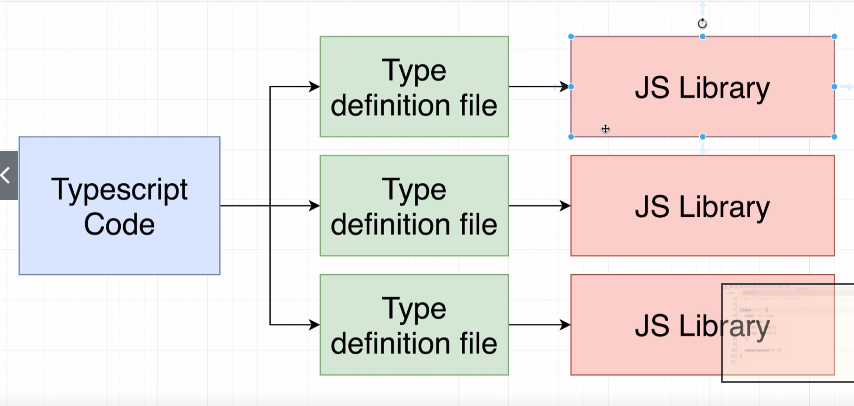 Typescript
Code
Type
definition file
JS Library
Type
definition file
JS Library
Type
definition file
JS Library